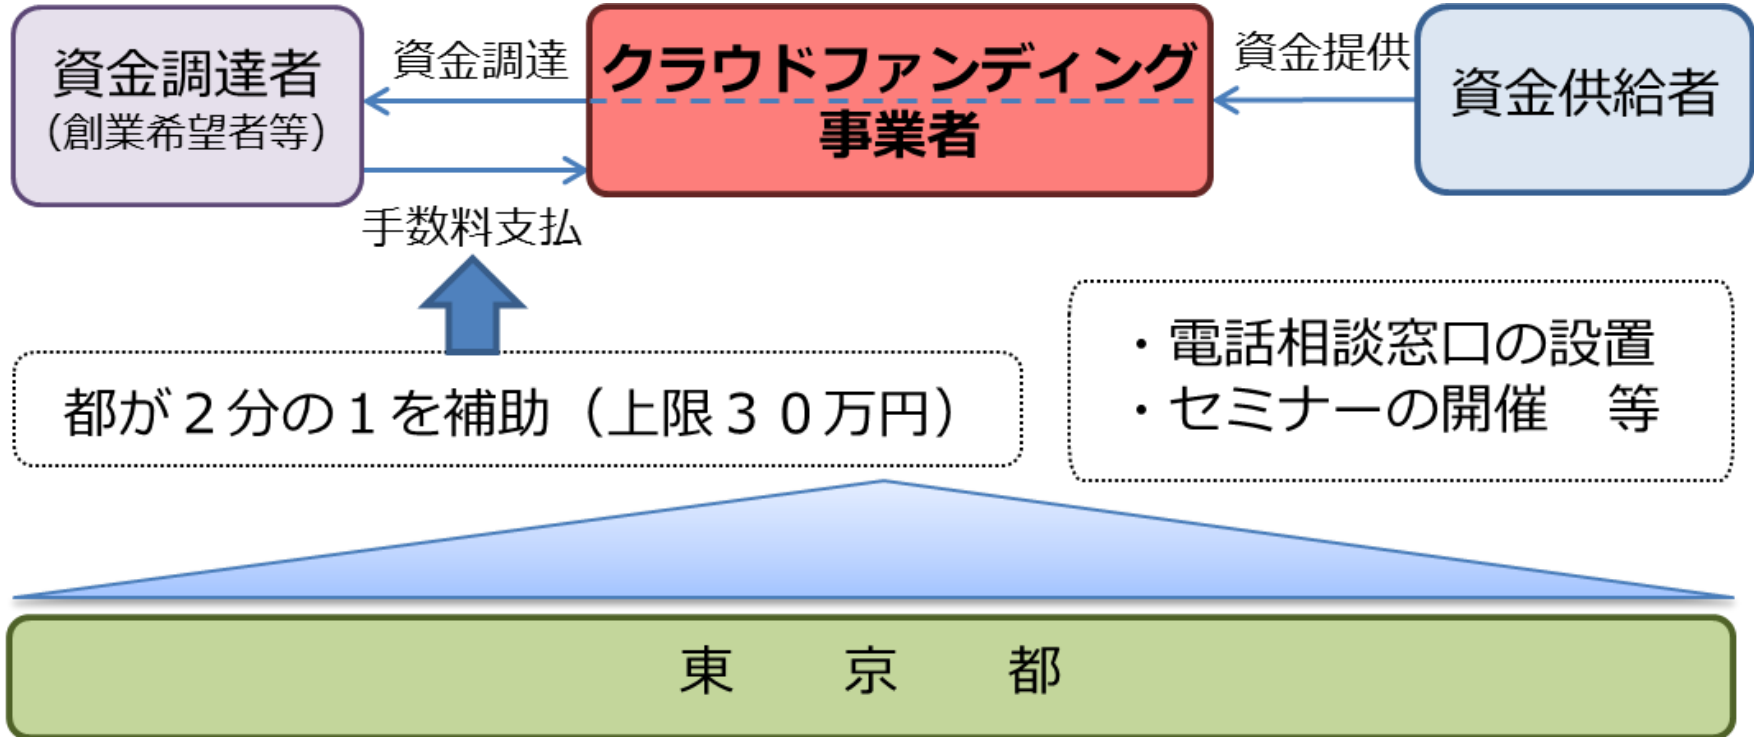 資金調達者
（創業希望者等）
資金調達
クラウドファンディング
事業者
資金提供
資金供給者
手数料支払
都が２分の１を補助（上限３０万円）
・電話相談窓口の設置
・セミナーの開催　等
東　京　都